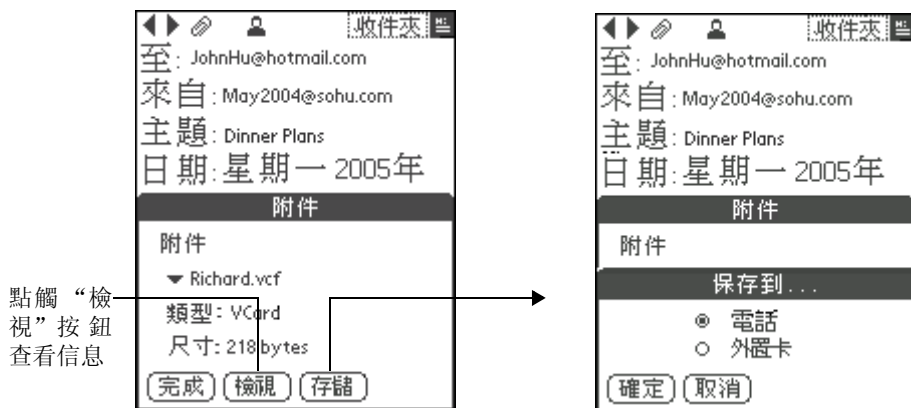 收件夾
至: JohnHu@hotmail.com
來自: May2004@sohu.com
主題: Dinner Plans
日期: 星期一 2005年
附件
附件
Richard.vcf
類型: VCard
尺寸: 218 bytes
完成 檢視 存儲
點觸“檢
視”按鈕
查看信息
收件夾
至: JohnHu@hotmail.com
來自: May2004@sohu.com
主題: Dinner Plans
日期: 星期一 2005年
附件
附件
保存到...
電話
外置卡
確定 取消